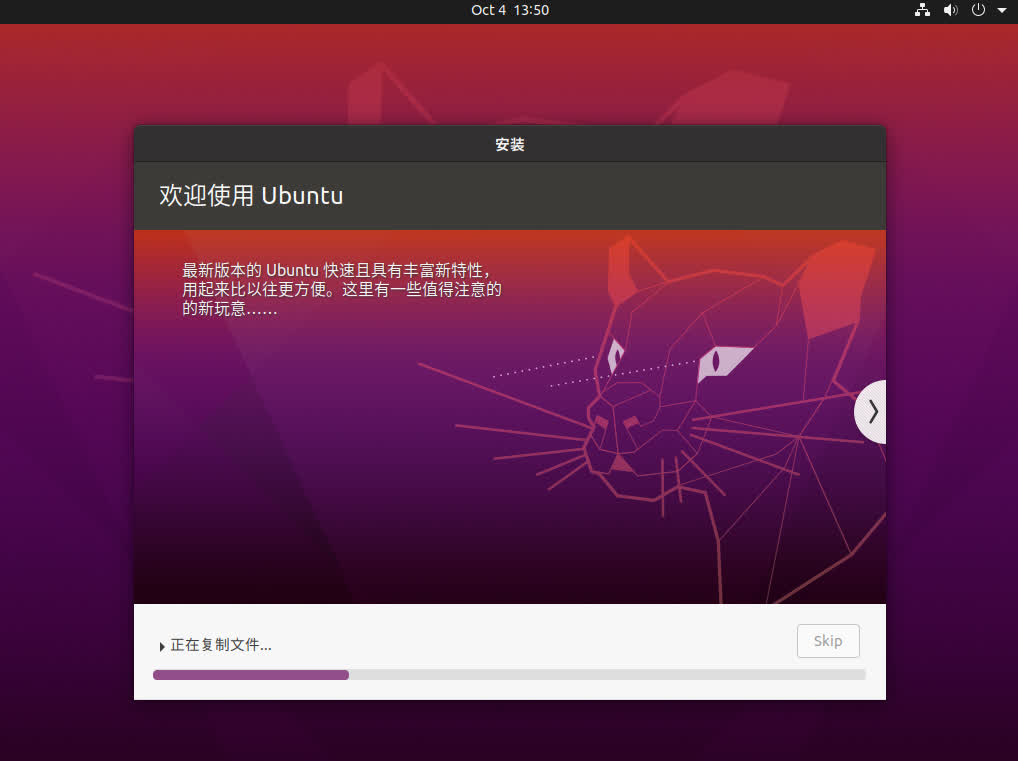 Oct 4 13:50
安装
欢迎使用 Ubuntu
最新版本的 Ubuntu 快速且具有丰富新特性，
用起来比以往更方便。这里有一些值得注意的
的新玩意……
正在复制文件...
Skip